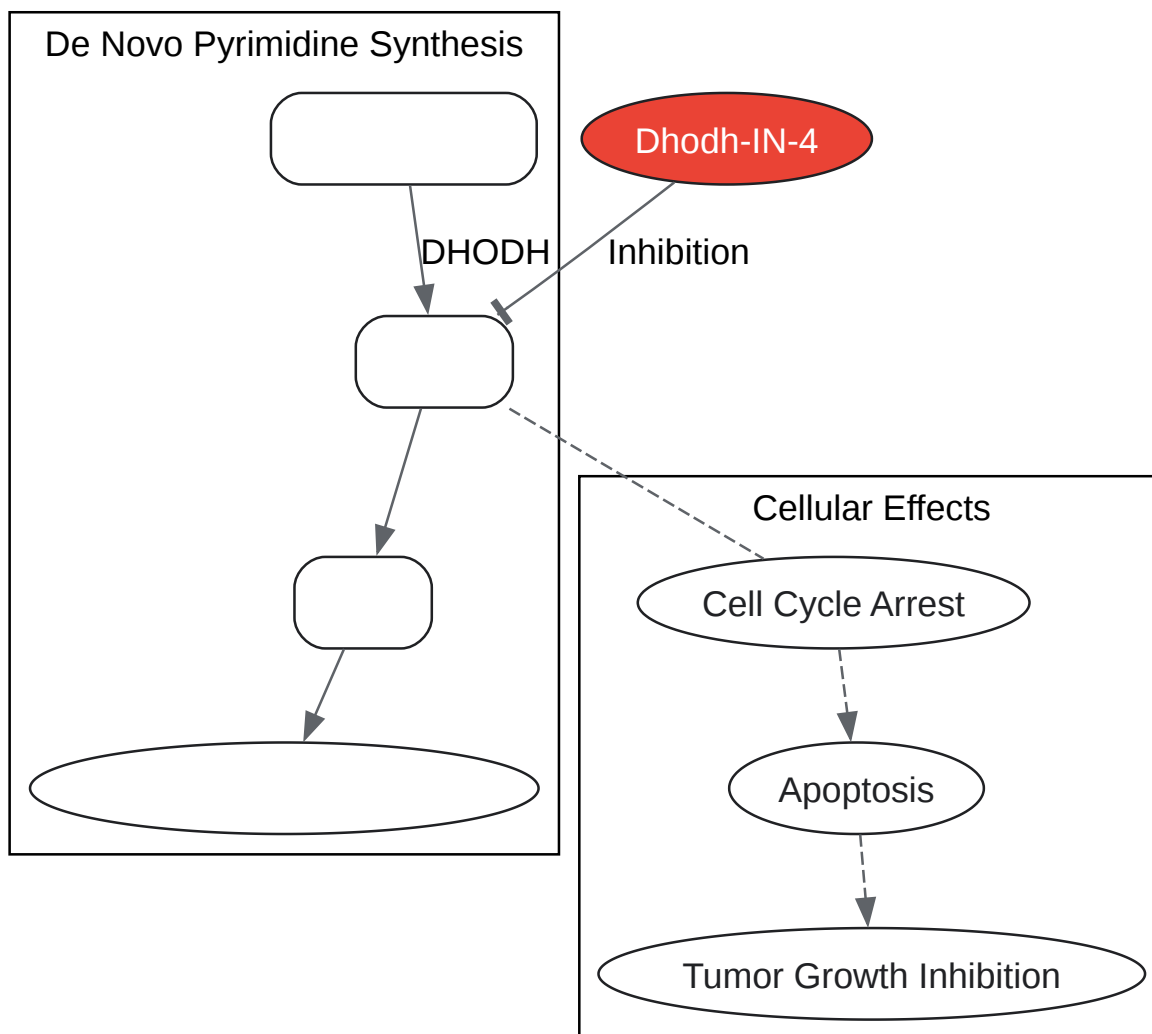 De Novo Pyrimidine Synthesis
Dhodh-IN-4
DHODH
Inhibition
Cellular Effects
Cell Cycle Arrest
Apoptosis
Tumor Growth Inhibition